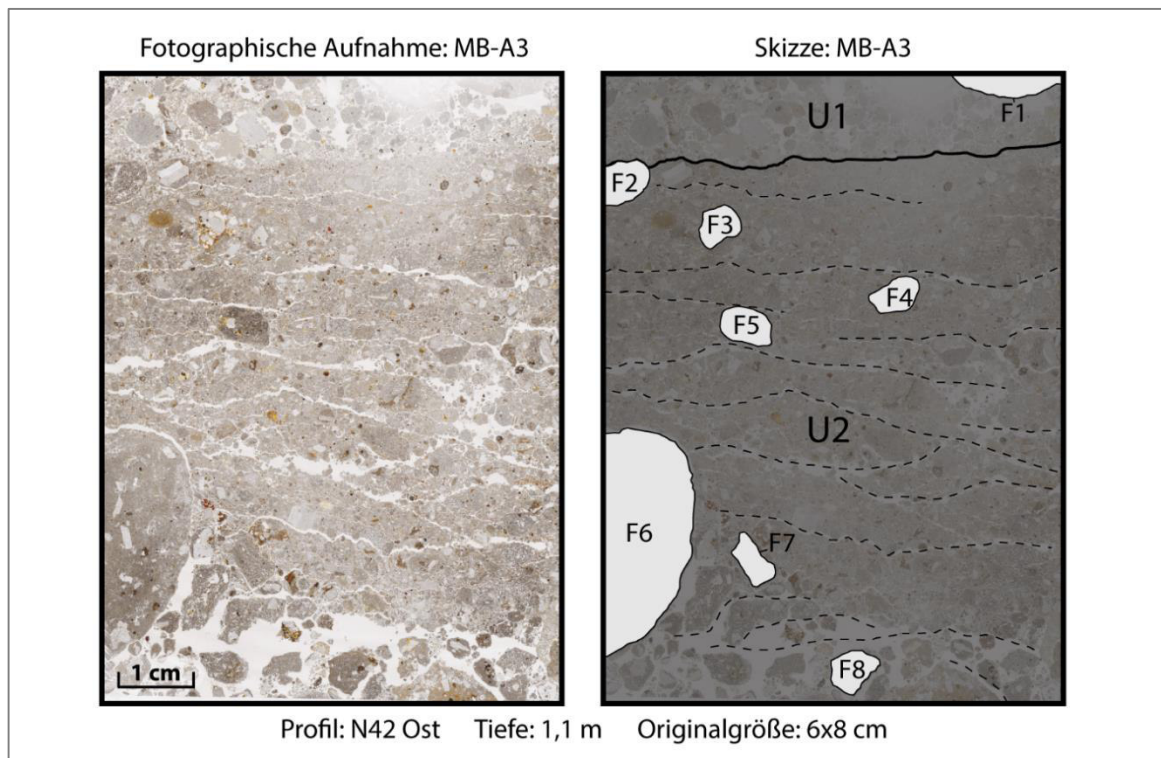 Fotographische Aufnahme: MB-A3
Skizze: MB-A3
U1
F1
F2
F3
F4
F5
U2
F6
F7
F8
1 cm
Profil: N42 Ost Tiefe: 1,1 m Originalgröße: 6x8 cm